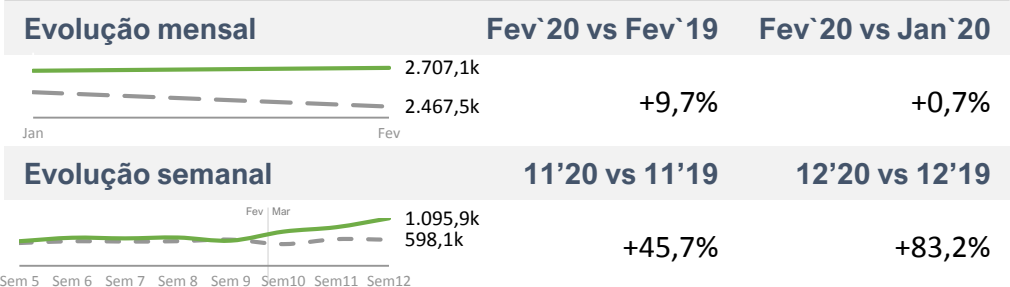 Evolução mensal Fev`20 vs Fev`19 Fev`20 vs Jan`20
2.707,1k
2.467,5k
+9,7% +0,7%
Jan Fev
Evolução semanal 11’20 vs 11’19 12’20 vs 12’19
Fev Mar
1.095,9k
598,1k
+45,7% +83,2%
Sem 5 Sem 6 Sem 7 Sem 8 Sem 9 Sem10 Sem11 Sem12